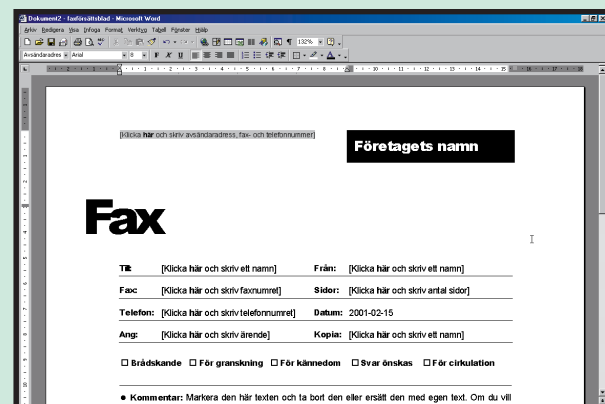 Dokument2 - faxförsättsblad - Microsoft Word
Arkiv Redigera Visa Infoga Format Verktyg Tabell Fönster Hjälp
132%
Avsändaradres Arial 8 F K U
[Klicka här och skriv avsändaradress, fax- och telefonnummer]
Företagets namn
Fax
Till: [Klicka här och skriv ett namn] Från: [Klicka här och skriv ett namn]
Fax: [Klicka här och skriv faxnumret] Sidor: [Klicka här och skriv antal sidor]
Telefon: [Klicka här och skriv telefonnumret] Datum: 2001-02-15
Ang: [Klicka här och skriv ärende] Kopia: [Klicka här och skriv ett namn]
☐ Brådskande ☐ För granskning ☐ För kännedom ☐ Svar önskas ☐ För cirkulation
● Kommentar: Markera den här texten och ta bort den eller ersätt den med egen text. Om du vill